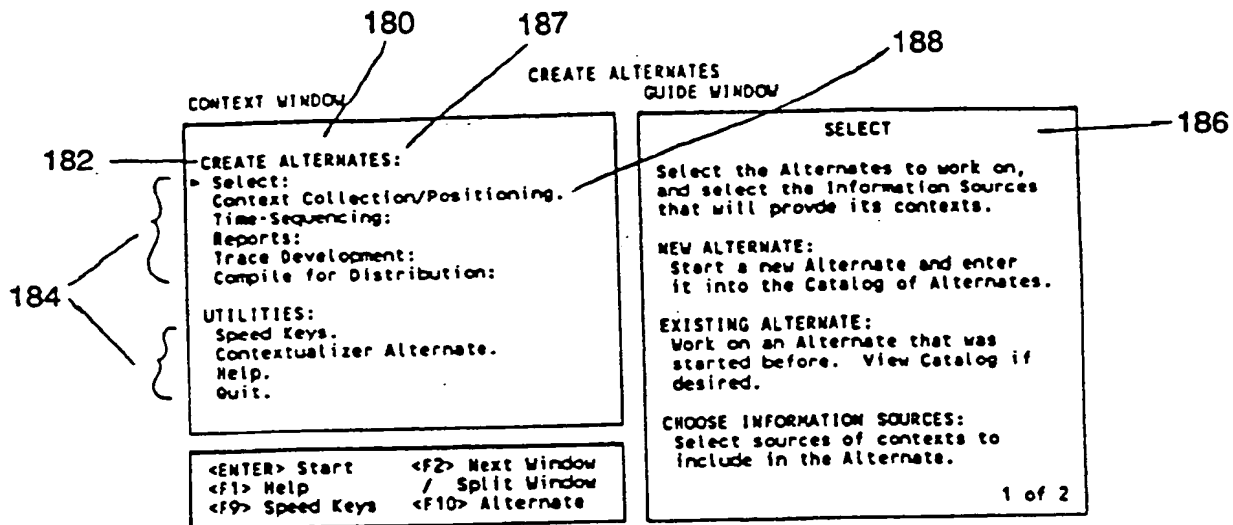 180
187
188
CREATE ALTERNATES
CONTEXT WINDOW
GUIDE WINDOW
182
184
186
CREATE ALTERNATES:
Select:
Context Collection/Positioning.
Time-Sequencing:
Reports:
Trace Development:
Compile for Distribution:
UTILITIES:
Speed Keys.
Contextualizer Alternate.
Help.
Quit.
<ENTER> Start <F2> Next Window
<F1> Help / Split Window
<F9> Speed Keys <F10> Alternate
SELECT
Select the Alternates to work on,
and select the Information Sources
that will provde its contexts.
NEW ALTERNATE:
Start a new Alternate and enter
it into the Catalog of Alternates.
EXISTING ALTERNATE:
Work on an Alternate that was
started before. View Catalog if
desired.
CHOOSE INFORMATION SOURCES:
Select sources of contexts to
include in the Alternate.
1 of 2